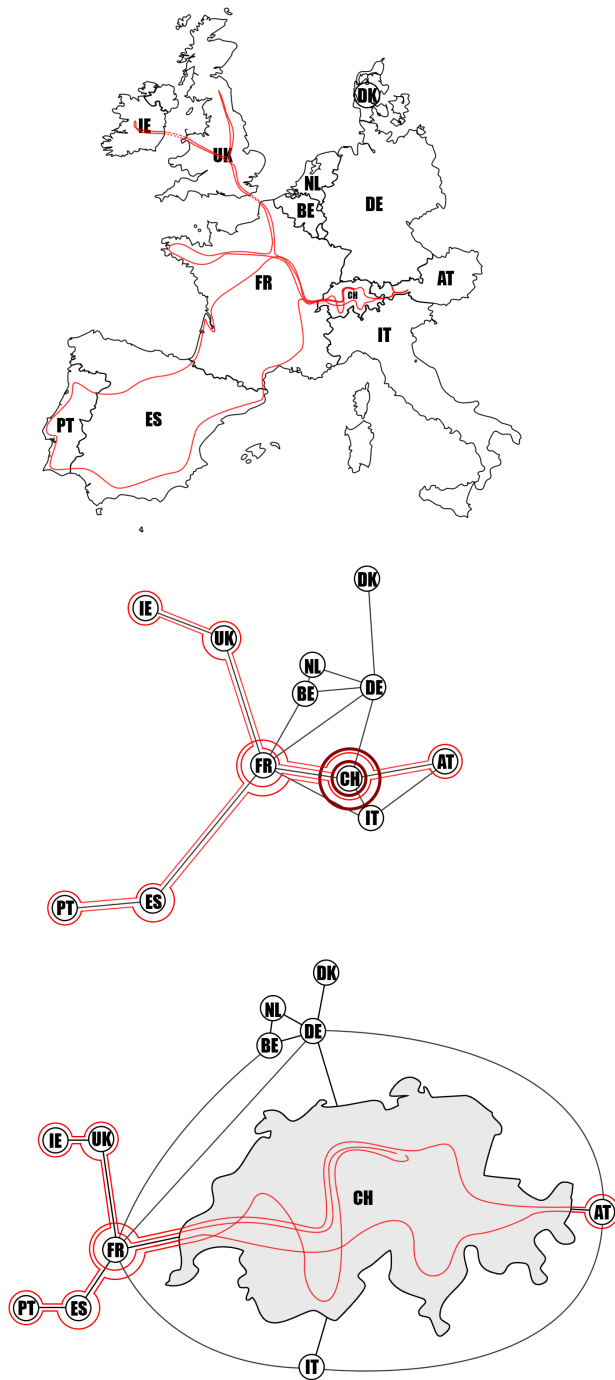 DK
IE
UK
NL
BE
DE
AT
FR
CH
IT
PT
ES
DK
IE
UK
NL
BE
DE
FR
CH
AT
IT
PT
ES
DK
NL
DE
BE
IE
UK
CH
AT
FR
PT
ES
IT